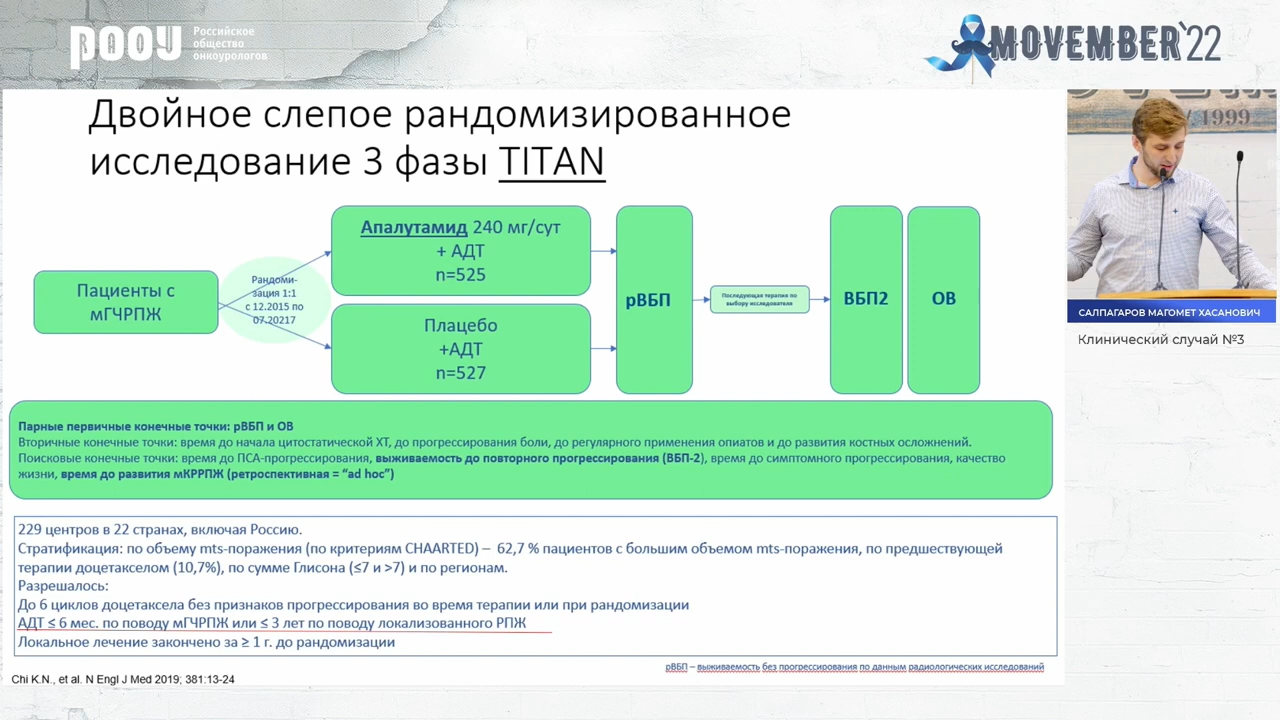 РООУ
Российское
общество
онкоурологов
MOVEMBER'22
Двойное слепое рандомизированное
исследование 3 фазы TITAN
Пациенты с
мГЧРПЖ
Рандоми-
зация 1:1
с 12.2015 по
07.20217
Апалутамид 240 мг/сут
+ АДТ
n=525
Плацебо
+АДТ
n=527
рВБП
Последующая терапия по
выбору исследователя
ВБП2
ОВ
Парные первичные конечные точки: рВБП и ОВ
Вторичные конечные точки: время до начала цитостатической ХТ, до прогрессирования боли, до регулярного применения опиатов и до развития костных осложнений.
Поисковые конечные точки: время до ПСА-прогрессирования, выживаемость до повторного прогрессирования (ВБП-2), время до симптомного прогрессирования, качество
жизни, время до развития мКРРПЖ (ретроспективная = “ad hoc”)
229 центров в 22 странах, включая Россию.
Стратификация: по объему mts-поражения (по критериям CHAARTED) – 62,7 % пациентов с большим объемом mts-поражения, по предшествующей
терапии доцетакселом (10,7%), по сумме Глисона (≤7 и >7) и по регионам.
Разрешалось:
До 6 циклов доцетаксела без признаков прогрессирования во время терапии или при рандомизации
АДТ ≤ 6 мес. по поводу мГЧРПЖ или ≤ 3 лет по поводу локализованного РПЖ
Локальное лечение закончено за ≥ 1 г. до рандомизации
рВБП – выживаемость без прогрессирования по данным радиологических исследований
Chi K.N., et al. N Engl J Med 2019; 381:13-24
1999
САЛПАГАРОВ МАГОМЕТ ХАСАНОВИЧ
Клинический случай №3